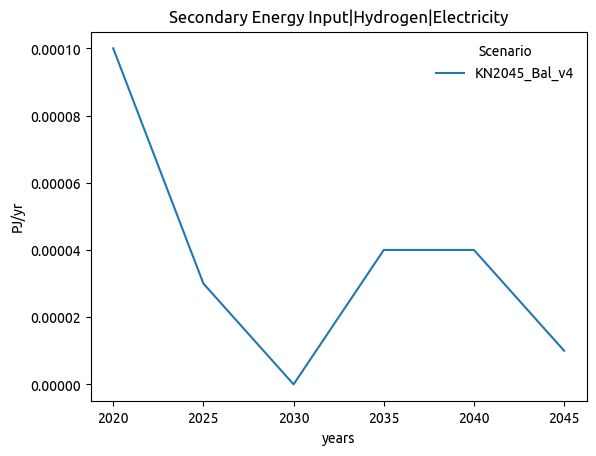 Secondary Energy Input|Hydrogen|Electricity
Scenario
KN2045_Bal_v4
PJ/yr
0.00010
0.00008
0.00006
0.00004
0.00002
0.00000
2020 2025 2030 2035 2040 2045
years